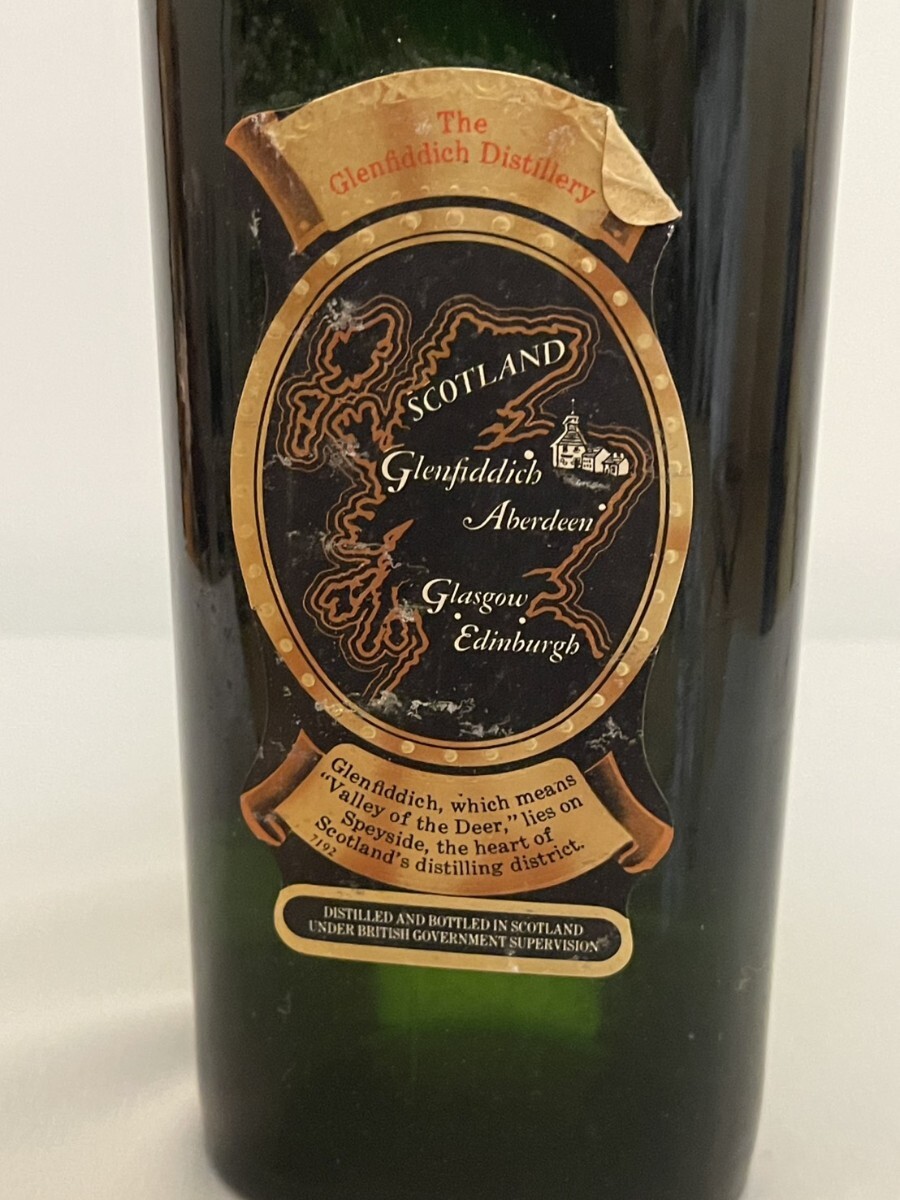 The
Glenfiddich Distillery
SCOTLAND
Glenfiddich
Aberdeen
Glasgow
Edinburgh
Glenfiddich, which means
"Valley of the Deer," lies on
Speyside, the heart of
Scotland's distilling district.
7192
DISTILLED AND BOTTLED IN SCOTLAND
UNDER BRITISH GOVERNMENT SUPERVISION